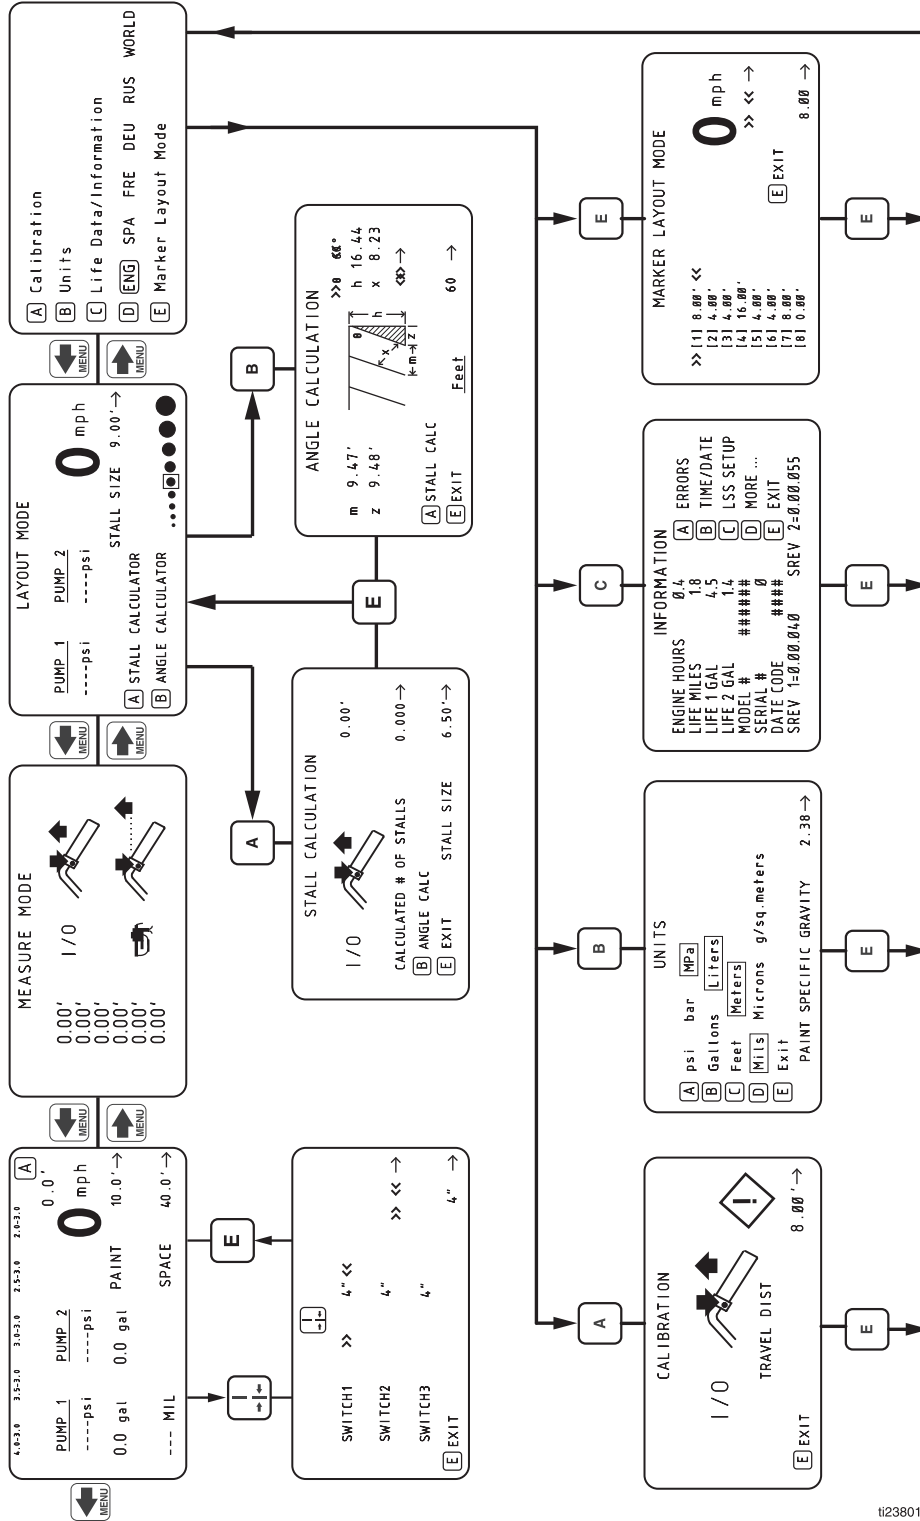 MENU
4.0-3.0 3.5-3.0 3.0-3.0 2.5-3.0 2.0-3.0
A
0.0'
PUMP 1 PUMP 2
----psi ----psi
0 mph
0.0 gal 0.0 gal PAINT 10.0'→
--- MIL SPACE 40.0'→
E
SWITCH1 >> 4" <<
SWITCH2 4" >> << →
SWITCH3 4" 4" →
E EXIT
MENU
MENU
MEASURE MODE
0.00'
0.00'
0.00'
0.00'
0.00'
0.00'
I/O
MENU
MENU
LAYOUT MODE
PUMP 1 PUMP 2
----psi ----psi
0 mph
STALL SIZE 9.00'→
A STALL CALCULATOR
B ANGLE CALCULATOR
MENU
MENU
A Calibration
B Units
C Life Data/Information
D ENG SPA FRE DEU RUS WORLD
E Marker Layout Mode
A
STALL CALCULATION
I/O 0.00'
CALCULATED # OF STALLS 0.000→
B ANGLE CALC
E EXIT STALL SIZE 6.50'→
E
B
ANGLE CALCULATION
m 9.47'
z 9.48'
θ
h
x
m
z
>>θ <<°
h 16.44
x 8.23
<<>> →
A STALL CALC
E EXIT Feet 60 →
A
CALIBRATION
I/O
TRAVEL DIST 8.00'→
E EXIT
E
B
UNITS
A psi bar MPa
B Gallons Liters
C Feet Meters
D Mils Microns g/sq.meters
E Exit
PAINT SPECIFIC GRAVITY 2.38→
E
C
INFORMATION
ENGINE HOURS 0.4 A ERRORS
LIFE MILES 1.8 B TIME/DATE
LIFE 1 GAL 4.5 C LSS SETUP
LIFE 2 GAL 1.4 D MORE ...
MODEL # ###### E EXIT
SERIAL # 0
DATE CODE ####
SREV 1=0.00.040 SREV 2=0.00.055
E
E
MARKER LAYOUT MODE
0 mph
>> [1] 8.00' <<
[2] 4.00'
[3] 4.00'
[4] 16.00'
[5] 4.00'
[6] 4.00'
[7] 8.00'
[8] 8.00'
>> << →
E EXIT
8.00 →
E
ti23801